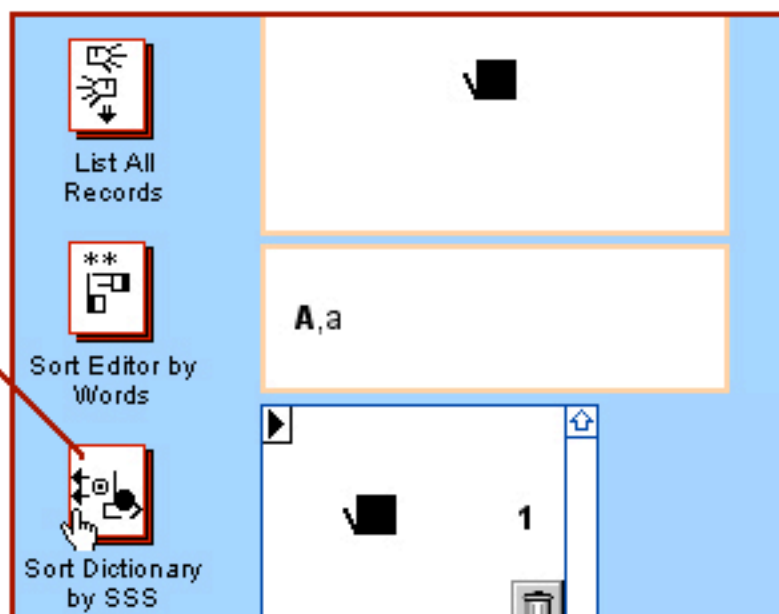 List All
Records
**
Sort Editor by
Words
A,a
1
Sort Dictionary
by SSS